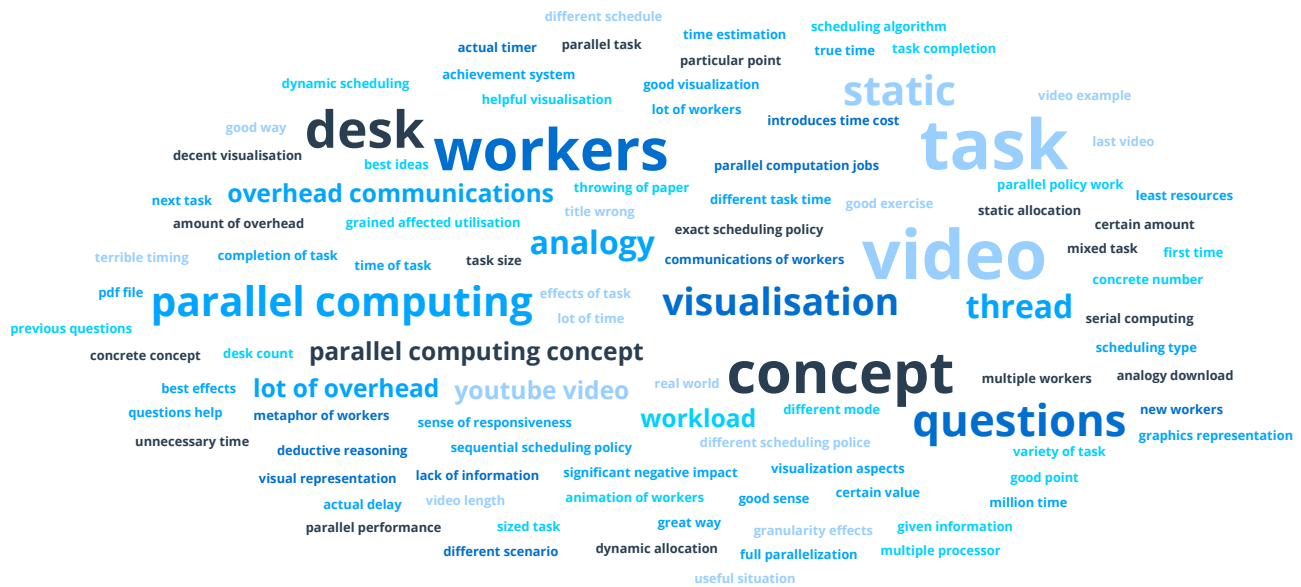 different schedule
scheduling algorithm
time estimation
actual timer
parallel task
true time
task completion
particular point
achievement system
dynamic scheduling
good visualization
static
video example
helpful visualisation
lot of workers
introduces time cost
good way
desk
workers
task
last video
decent visualisation
best ideas
parallel computation jobs
overhead communications
throwing of paper
parallel policy work
next task
different task time
least resources
good exercise
title wrong
static allocation
amount of overhead
grained affected utilisation
exact scheduling policy
certain amount
analogy
video
mixed task
first time
terrible timing
completion of task
time of task
task size
communications of workers
concrete number
pdf file
parallel computing
effects of task
visualisation
thread
lot of time
serial computing
previous questions
concrete concept
desk count
parallel computing concept
scheduling type
concept
multiple workers
analogy download
best effects
lot of overhead
youtube video
real world
questions help
metaphor of workers
sense of responsiveness
workload
different mode
questions
new workers
graphics representation
unnecessary time
deductive reasoning
sequential scheduling policy
different scheduling police
variety of task
visual representation
lack of information
significant negative impact
visualization aspects
good point
actual delay
video length
animation of workers
good sense
certain value
million time
parallel performance
sized task
great way
granularity effects
given information
different scenario
dynamic allocation
full parallelization
multiple processor
useful situation